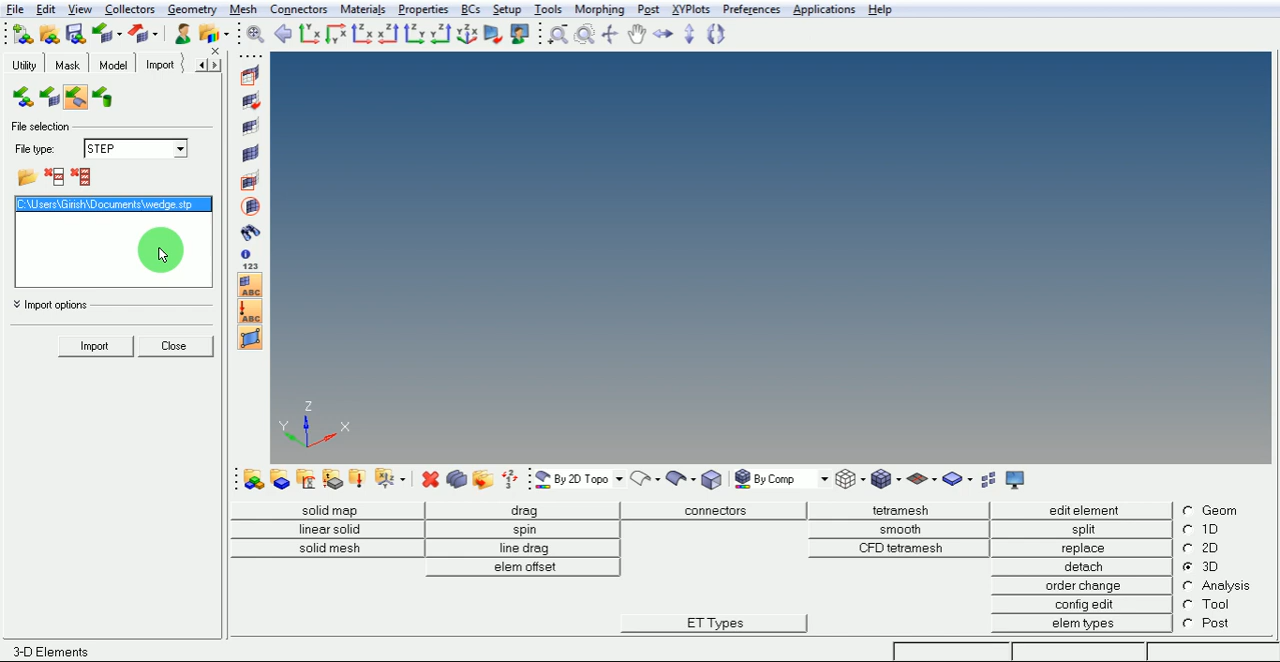 File Edit View Collectors Geometry Mesh Connectors Materials Properties BCs Setup Tools Morphing Post XYPlots Preferences Applications Help
Utility Mask Model Import
File selection
File type: STEP
C:\Users\Girish\Documents\wedge.stp
Import options
Import Close
123
ABC
ABC
Z
Y X
By 2D Topo By Comp
solid map drag connectors tetramesh edit element Geom
linear solid spin smooth split 1D
solid mesh line drag CFD tetramesh replace 2D
elem offset detach 3D
order change Analysis
config edit Tool
ET Types elem types Post
3-D Elements